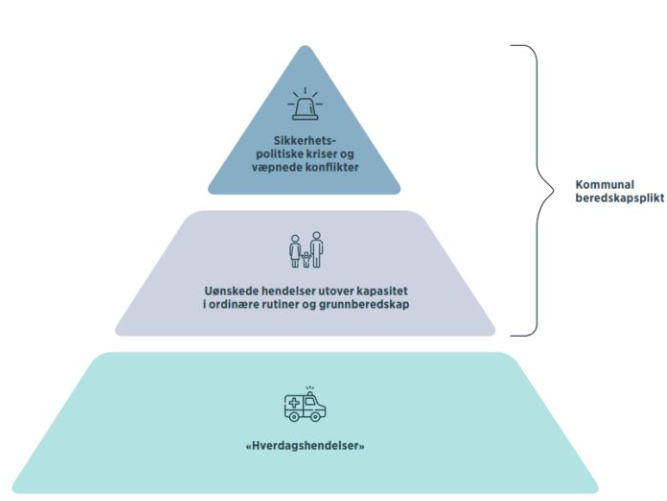 Sikkerhets-
politiske kriser og
væpnede konflikter
Kommunal
beredskapsplikt
Uønskede hendelser utover kapasitet
i ordinære rutiner og grunnberedskap
«Hverdagshendelser»